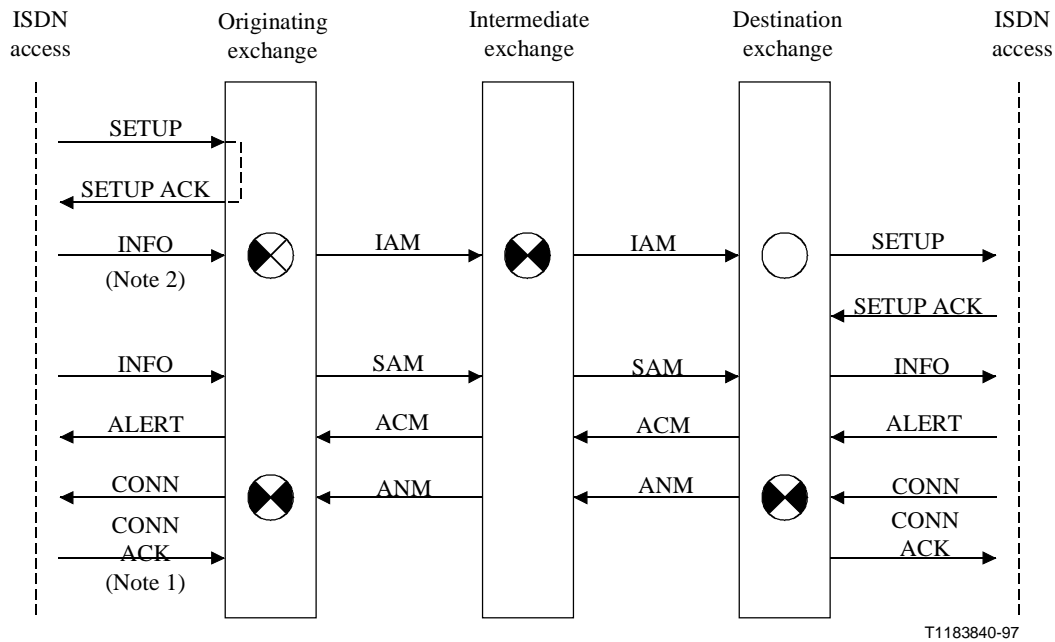 ISDN
access
Originating
exchange
Intermediate
exchange
Destination
exchange
ISDN
access
SETUP
SETUP ACK
INFO
(Note 2)
IAM
IAM
SETUP
SETUP ACK
INFO
SAM
SAM
INFO
ALERT
ACM
ACM
ALERT
CONN
ANM
ANM
CONN
CONN
ACK
(Note 1)
CONN
ACK
T1183840-97